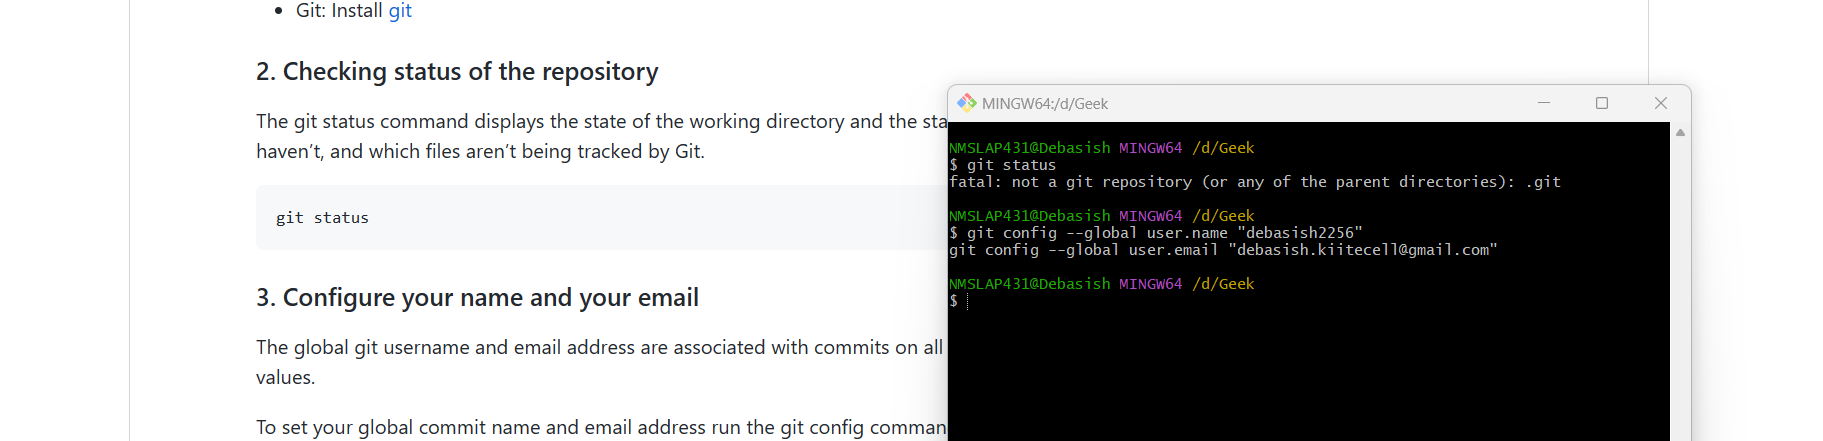 Git: Install git
2. Checking status of the repository
The git status command displays the state of the working directory and the sta
haven’t, and which files aren’t being tracked by Git.
git status
3. Configure your name and your email
The global git username and email address are associated with commits on all
values.
To set your global commit name and email address run the git config comman
MINGW64:/d/Geek
NMSLAP431@Debasish MINGW64 /d/Geek
$ git status
fatal: not a git repository (or any of the parent directories): .git
NMSLAP431@Debasish MINGW64 /d/Geek
$ git config --global user.name "debasish2256"
git config --global user.email "debasish.kiitecell@gmail.com"
NMSLAP431@Debasish MINGW64 /d/Geek
$